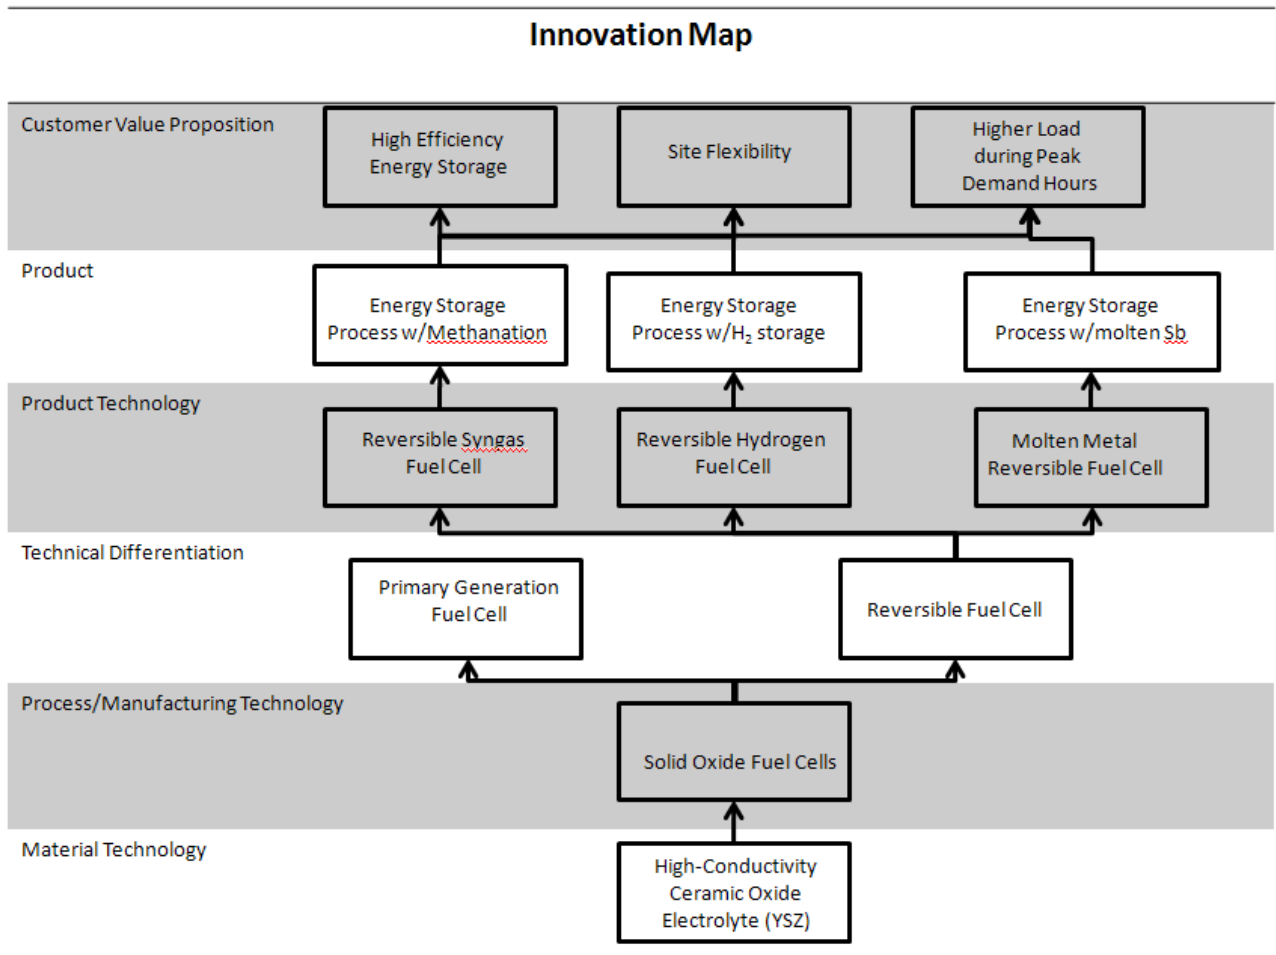 Innovation Map
Customer Value Proposition
High Efficiency
Energy Storage
Site Flexibility
Higher Load
during Peak
Demand Hours
Product
Energy Storage
Process w/Methanation
Energy Storage
Process w/H₂ storage
Energy Storage
Process w/molten Sb
Product Technology
Reversible Syngas
Fuel Cell
Reversible Hydrogen
Fuel Cell
Molten Metal
Reversible Fuel Cell
Technical Differentiation
Primary Generation
Fuel Cell
Reversible Fuel Cell
Process/Manufacturing Technology
Solid Oxide Fuel Cells
Material Technology
High-Conductivity
Ceramic Oxide
Electrolyte (YSZ)